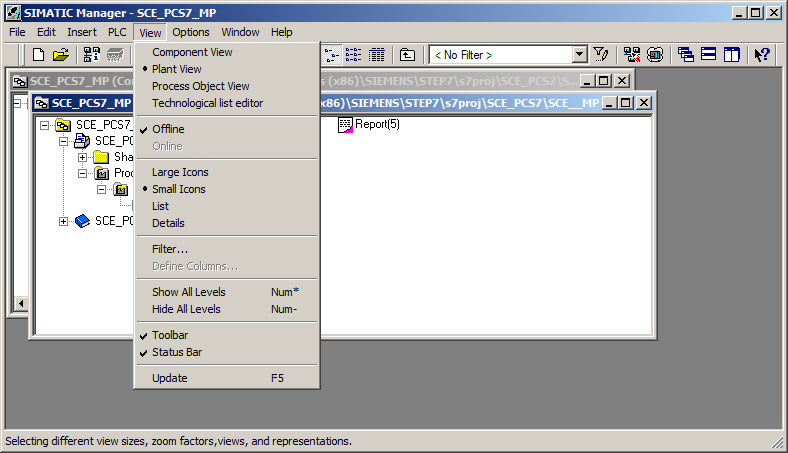 SIMATIC Manager - SCE_PCS7_MP
File Edit Insert PLC View Options Window Help
< No Filter >
SCE_PCS7_MP (Com
s (x86)\SIEMENS\STEP7\s7proj\SCE_PCS7\S...
SCE_PCS7_MP
x86)\SIEMENS\STEP7\s7proj\SCE_PCS7\SCE__MP
SCE_PCS7_
SCE_PC
Sha
Proc
SCE_PC
Report(5)
Component View
Plant View
Process Object View
Technological list editor
Offline
Online
Large Icons
Small Icons
List
Details
Filter...
Define Columns...
Show All Levels Num*
Hide All Levels Num-
Toolbar
Status Bar
Update F5
Selecting different view sizes, zoom factors,views, and representations.